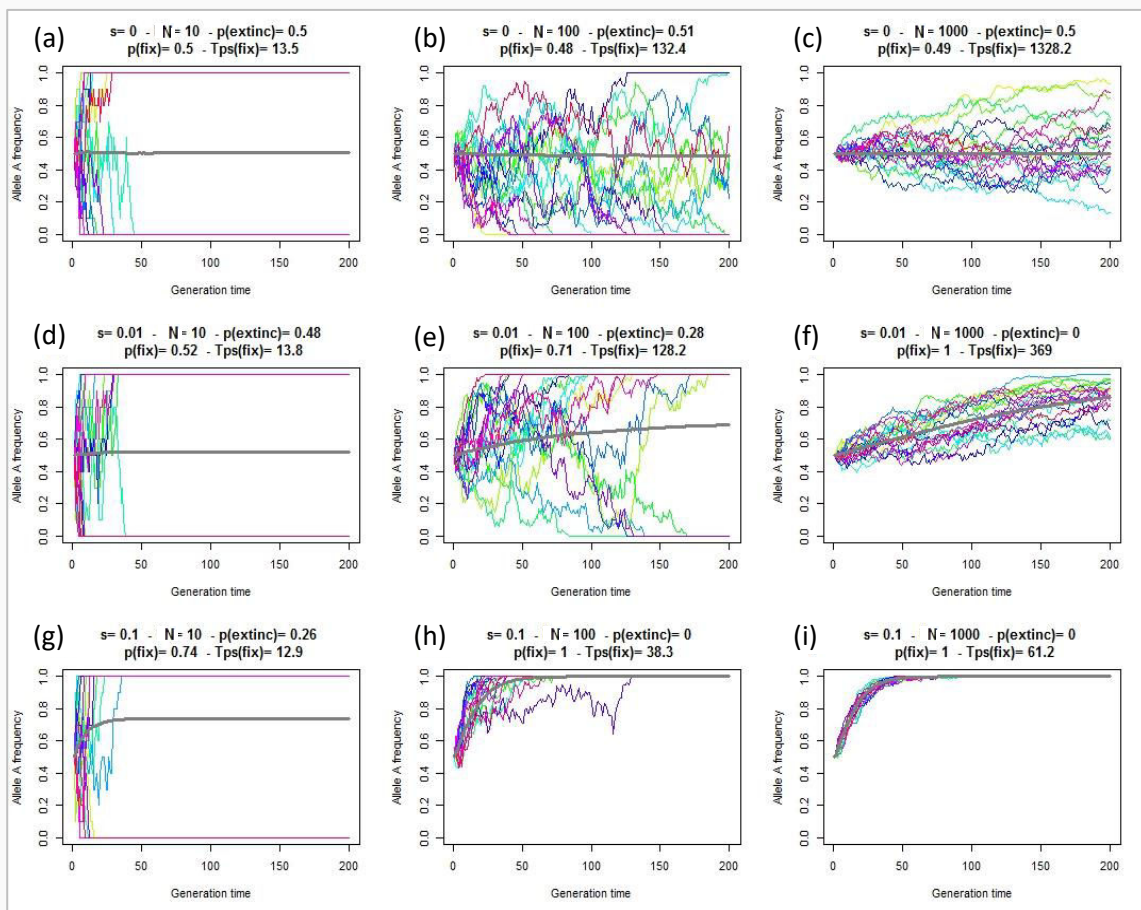 (a)
s= 0 - N = 10 - p(extinc)= 0.5
p(fix)= 0.5 - Tps(fix)= 13.5
Allele A frequency
0.0 0.2 0.4 0.6 0.8 1.0
0 50 100 150 200
Generation time
(b)
s= 0 - N = 100 - p(extinc)= 0.51
p(fix)= 0.48 - Tps(fix)= 132.4
Allele A frequency
0.0 0.2 0.4 0.6 0.8 1.0
0 50 100 150 200
Generation time
(c)
s= 0 - N = 1000 - p(extinc)= 0.5
p(fix)= 0.49 - Tps(fix)= 1328.2
Allele A frequency
0.0 0.2 0.4 0.6 0.8 1.0
0 50 100 150 200
Generation time
(d)
s= 0.01 - N = 10 - p(extinc)= 0.48
p(fix)= 0.52 - Tps(fix)= 13.8
Allele A frequency
0.0 0.2 0.4 0.6 0.8 1.0
0 50 100 150 200
Generation time
(e)
s= 0.01 - N = 100 - p(extinc)= 0.28
p(fix)= 0.71 - Tps(fix)= 128.2
Allele A frequency
0.0 0.2 0.4 0.6 0.8 1.0
0 50 100 150 200
Generation time
(f)
s= 0.01 - N = 1000 - p(extinc)= 0
p(fix)= 1 - Tps(fix)= 369
Allele A frequency
0.0 0.2 0.4 0.6 0.8 1.0
0 50 100 150 200
Generation time
(g)
s= 0.1 - N = 10 - p(extinc)= 0.26
p(fix)= 0.74 - Tps(fix)= 12.9
Allele A frequency
0.0 0.2 0.4 0.6 0.8 1.0
0 50 100 150 200
Generation time
(h)
s= 0.1 - N = 100 - p(extinc)= 0
p(fix)= 1 - Tps(fix)= 38.3
Allele A frequency
0.0 0.2 0.4 0.6 0.8 1.0
0 50 100 150 200
Generation time
(i)
s= 0.1 - N = 1000 - p(extinc)= 0
p(fix)= 1 - Tps(fix)= 61.2
Allele A frequency
0.0 0.2 0.4 0.6 0.8 1.0
0 50 100 150 200
Generation time